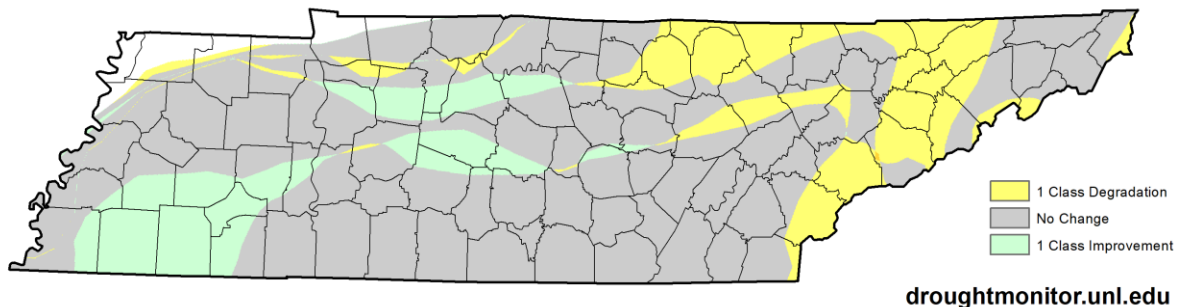 1 Class Degradation
No Change
1 Class Improvement
droughtmonitor.unl.edu